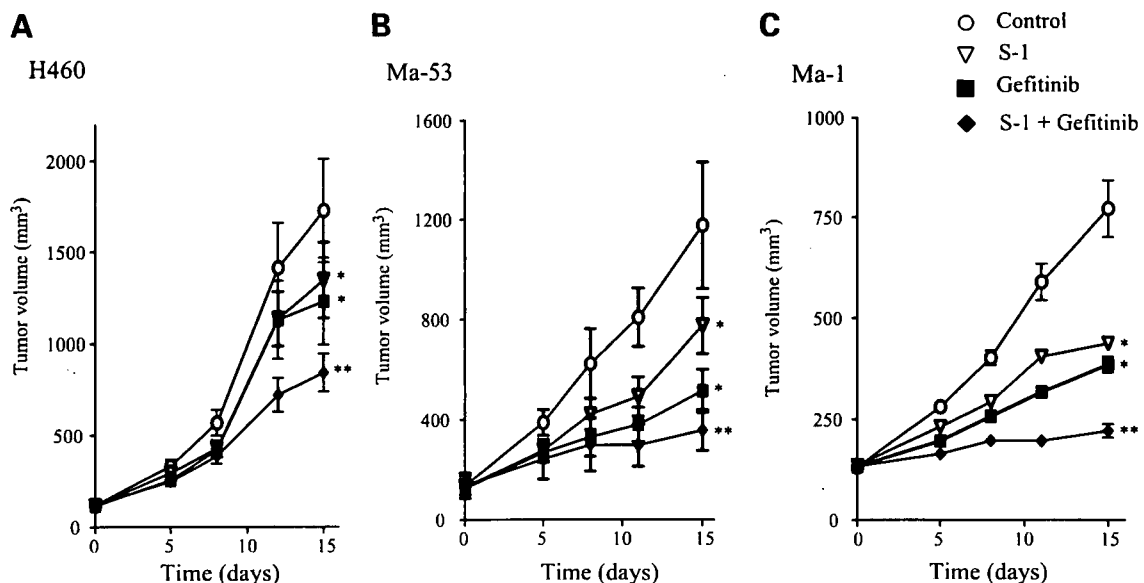 A
H460
Tumor volume (mm³)
2000
1500
1000
500
0
0 5 10 15
Time (days)
*
*
**
B
Ma-53
Tumor volume (mm³)
1600
1200
800
400
0
0 5 10 15
Time (days)
*
*
**
C
Ma-1
Tumor volume (mm³)
1000
750
500
250
0
0 5 10 15
Time (days)
*
*
**
Control
S-1
Gefitinib
S-1 + Gefitinib